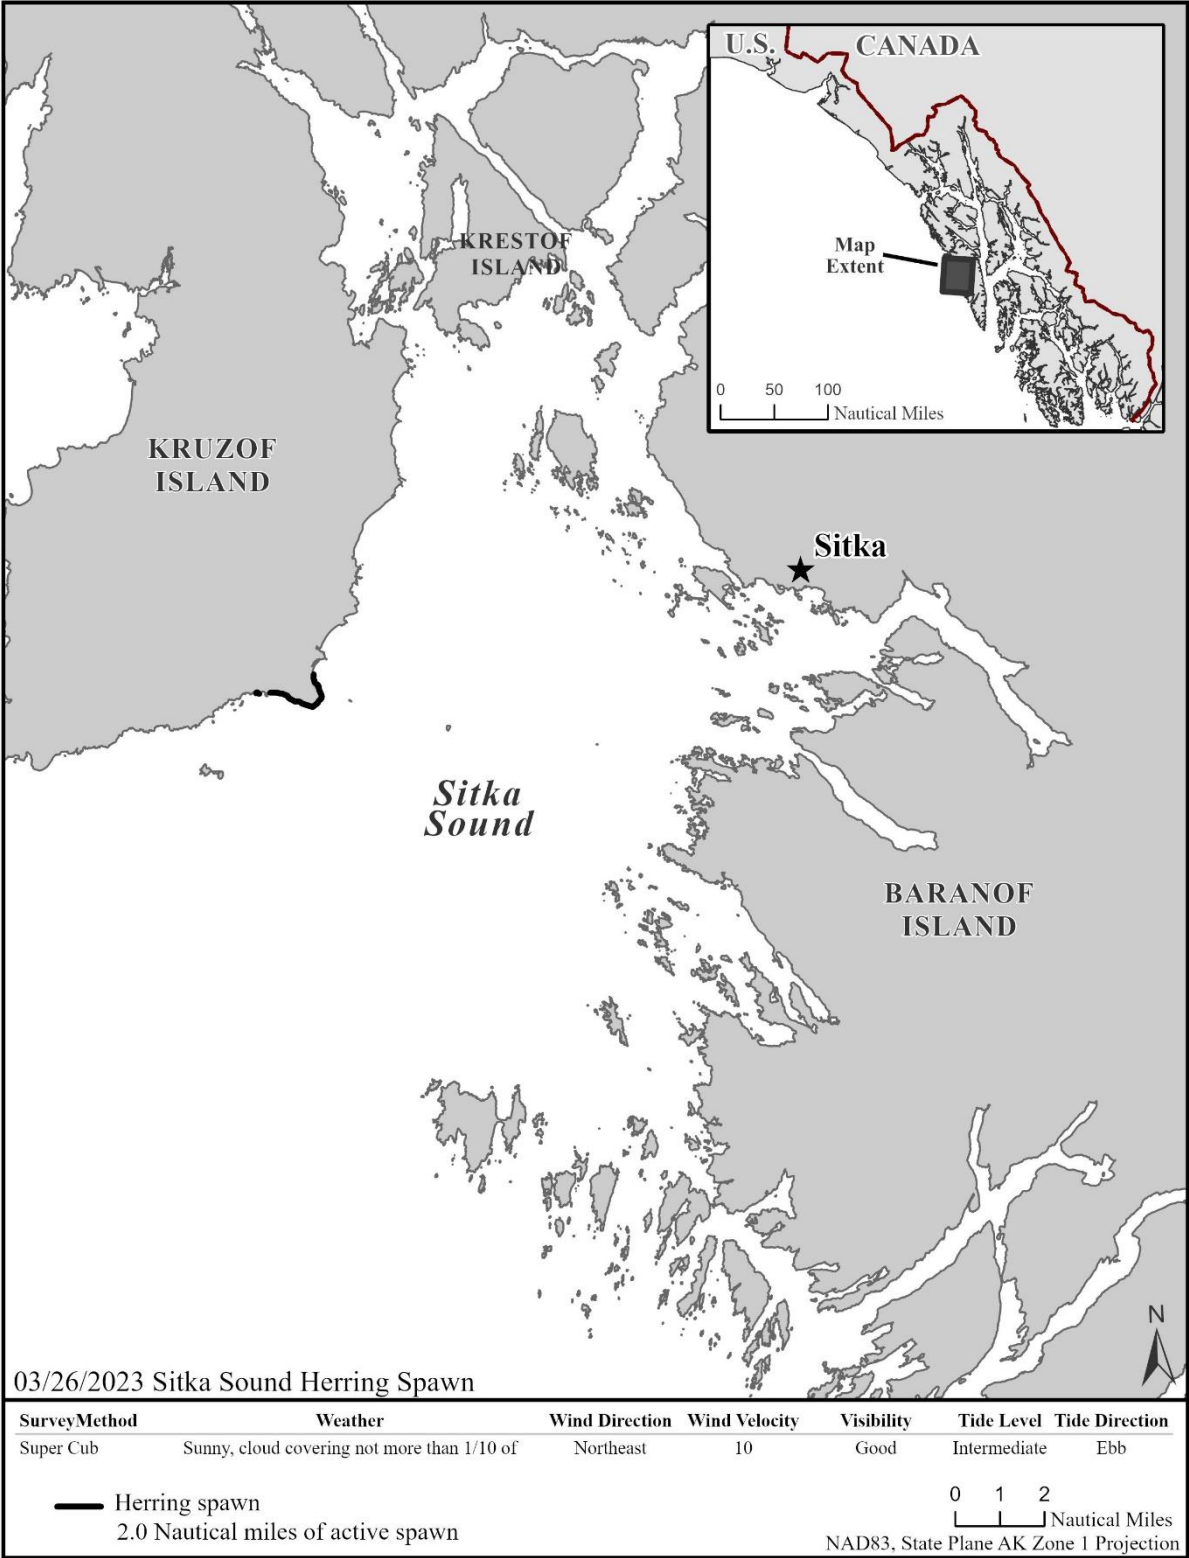 U.S.
CANADA
Map
Extent
0 50 100
Nautical Miles
KRESTOF
ISLAND
KRUZOF
ISLAND
Sitka
Sitka
Sound
BARANOF
ISLAND
N
03/26/2023 Sitka Sound Herring Spawn
SurveyMethod Weather Wind Direction Wind Velocity Visibility Tide Level Tide Direction
Super Cub Sunny, cloud covering not more than 1/10 of Northeast 10 Good Intermediate Ebb
Herring spawn
2.0 Nautical miles of active spawn
0 1 2
Nautical Miles
NAD83, State Plane AK Zone 1 Projection